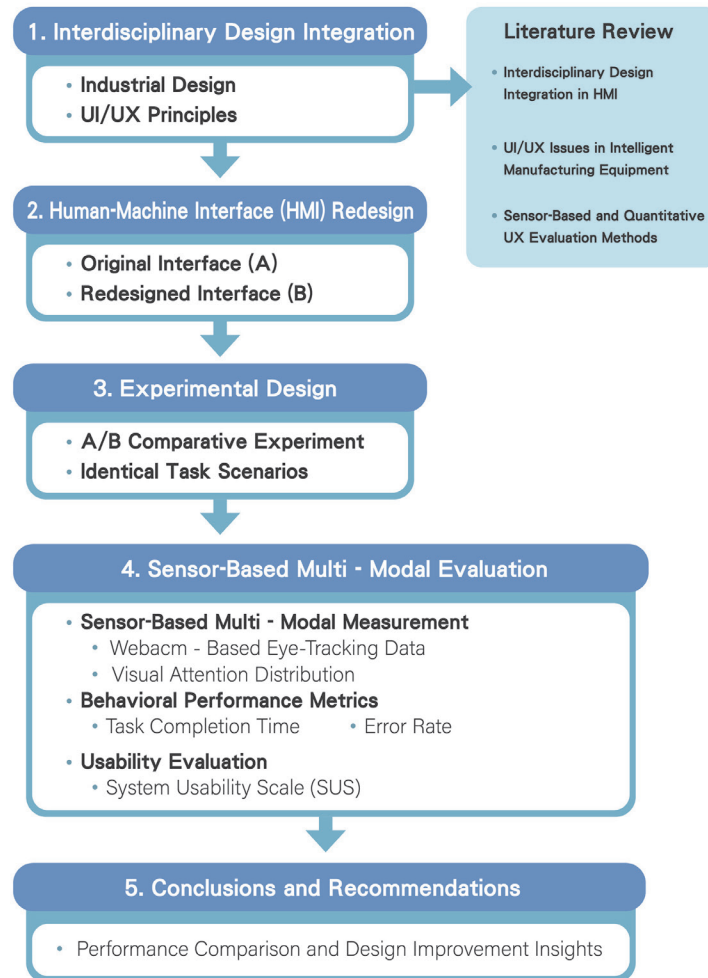 1. Interdisciplinary Design Integration
• Industrial Design
• UI/UX Principles
Literature Review
• Interdisciplinary Design
Integration in HMI
• UI/UX Issues in Intelligent
Manufacturing Equipment
• Sensor-Based and Quantitative
UX Evaluation Methods
2. Human-Machine Interface (HMI) Redesign
• Original Interface (A)
• Redesigned Interface (B)
3. Experimental Design
• A/B Comparative Experiment
• Identical Task Scenarios
4. Sensor-Based Multi - Modal Evaluation
• Sensor-Based Multi - Modal Measurement
• Webacm - Based Eye-Tracking Data
• Visual Attention Distribution
• Behavioral Performance Metrics
• Task Completion Time • Error Rate
• Usability Evaluation
• System Usability Scale (SUS)
5. Conclusions and Recommendations
• Performance Comparison and Design Improvement Insights